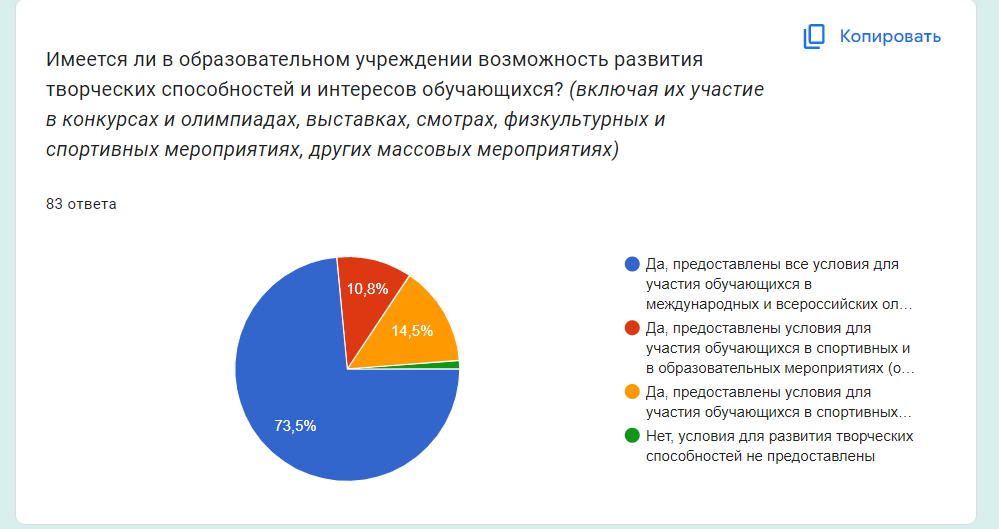 Копировать
Имеется ли в образовательном учреждении возможность развития
творческих способностей и интересов обучающихся? (включая их участие
в конкурсах и олимпиадах, выставках, смотрах, физкультурных и
спортивных мероприятиях, других массовых мероприятиях)
83 ответа
10,8%
14,5%
73,5%
Да, предоставлены все условия для
участия обучающихся в
международных и всероссийских ол…
Да, предоставлены условия для
участия обучающихся в спортивных и
в образовательных мероприятиях (о…
Да, предоставлены условия для
участия обучающихся в спортивных…
Нет, условия для развития творческих
способностей не предоставлены